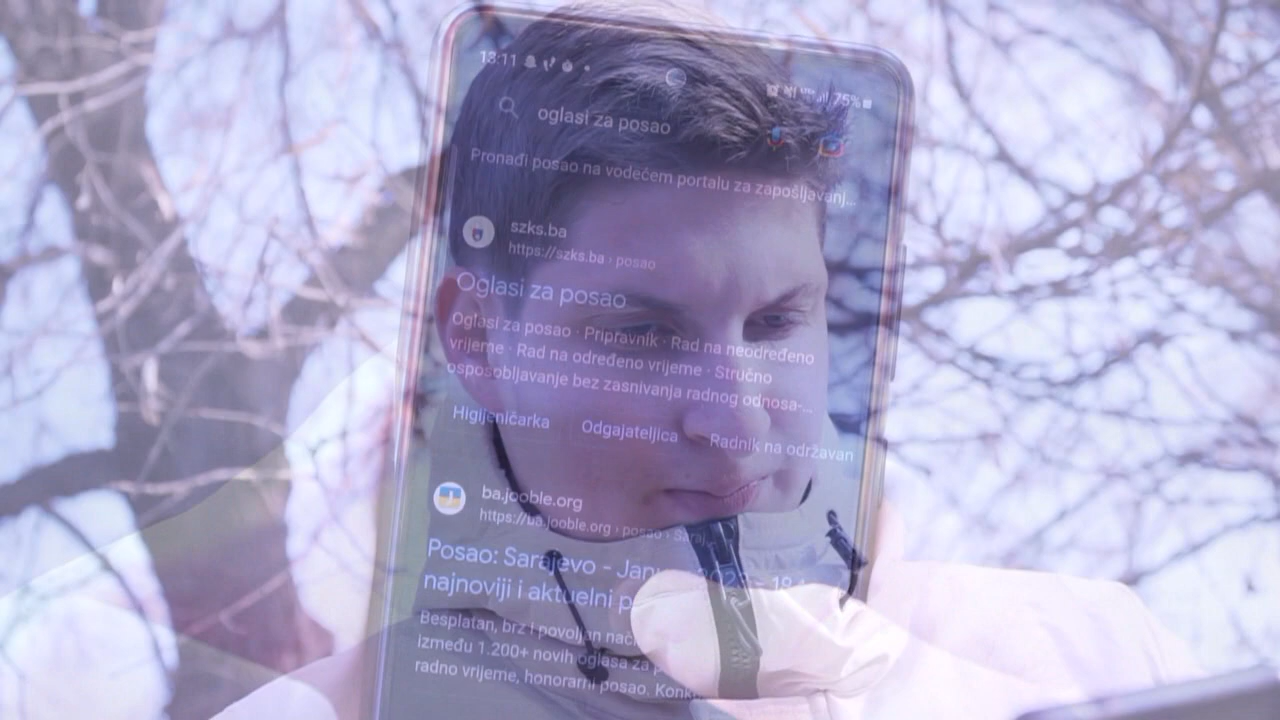 18:11
75%
oglasi za posao
Pronađi posao na vodećem portalu za zapošljavanj...
szks.ba
https://szks.ba › posao
Oglasi za posao
Oglasi za posao · Pripravnik · Rad na neodređeno
vrijeme · Rad na određeno vrijeme · Stručno
osposobljavanje bez zasnivanja radnog odnosa-...
Higijeničarka Odgajateljica Radnik na održavan
ba.jooble.org
https://ba.jooble.org › posao › Saraj...
Posao: Sarajevo -
najnoviji i aktuelni
Besplatan, brz i povoljan
između 1.200+ novih oglasa za
radno vrijeme, honorarni posao.